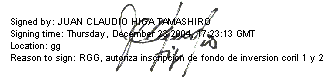 Signed by: JUAN CLAUDIO HIGA TAMASHIRO
Signing time: Thursday, December 23 2004, 17:23:13 GMT
Location: gg
Reason to sign: RGG, autoriza inscripcion de fondo de inversion coril 1 y 2